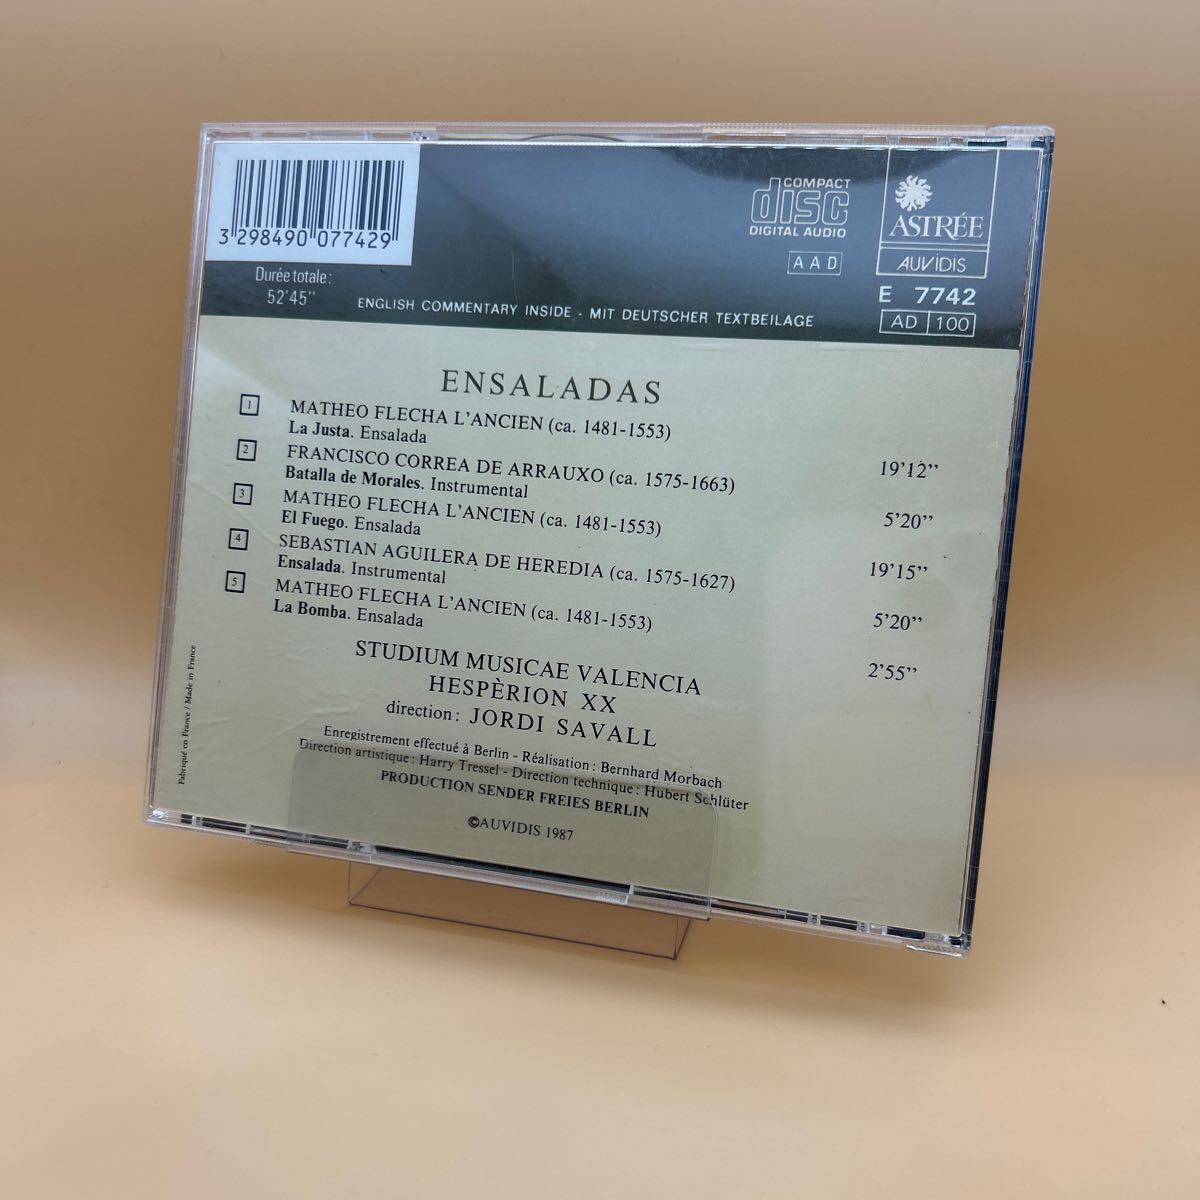 3 298490 077429
Durée totale :
52'45''
ENGLISH COMMENTARY INSIDE - MIT DEUTSCHER TEXTBEILAGE
COMPACT
disc
DIGITAL AUDIO
AAD
ASTRÉE
AUVIDIS
E 7742
AD 100
ENSALADAS
1 MATHEO FLECHA L'ANCIEN (ca. 1481-1553)
La Justa. Ensalada 19'12''
2 FRANCISCO CORREA DE ARRAUXO (ca. 1575-1663)
Batalla de Morales. Instrumental 5'20''
3 MATHEO FLECHA L'ANCIEN (ca. 1481-1553)
El Fuego. Ensalada 19'15''
4 SEBASTIAN AGUILERA DE HEREDIA (ca. 1575-1627)
Ensalada. Instrumental 5'20''
5 MATHEO FLECHA L'ANCIEN (ca. 1481-1553)
La Bomba. Ensalada 2'55''
STUDIUM MUSICAE VALENCIA
HESPÈRION XX
direction : JORDI SAVALL
Enregistrement effectué à Berlin - Réalisation : Bernhard Morbach
Direction artistique : Harry Tressel - Direction technique : Hubert Schlüter
PRODUCTION SENDER FREIES BERLIN
©AUVIDIS 1987
Fabriqué en France / Made in France